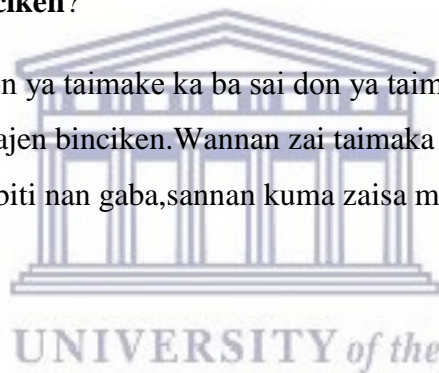 ciken?
n ya taimake ka ba sai don ya taim
ajen binciken.Wannan zai taimaka
biti nan gaba,sannan kuma zaisa m
UNIVERSITY of the